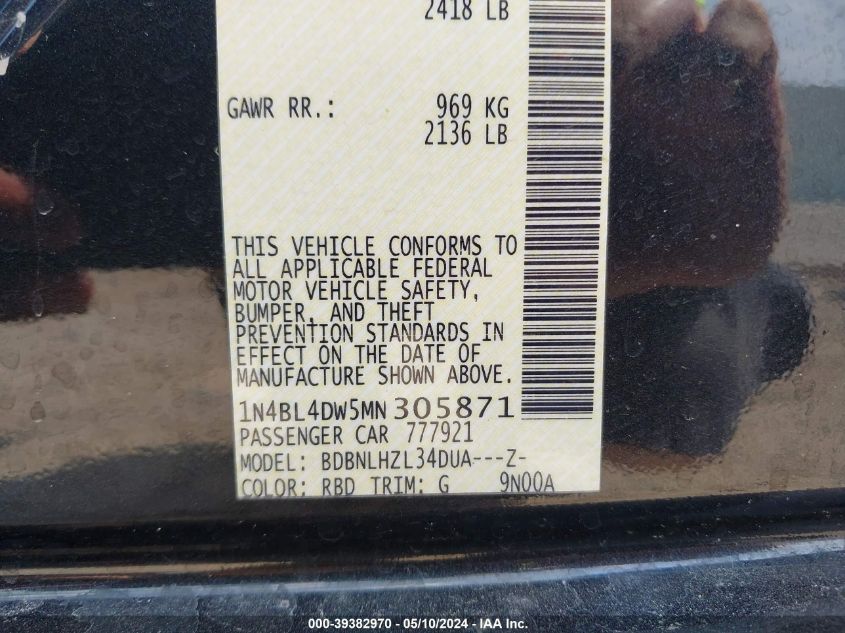 2418 LB
GAWR RR.: 969 KG
2136 LB
THIS VEHICLE CONFORMS TO
ALL APPLICABLE FEDERAL
MOTOR VEHICLE SAFETY,
BUMPER, AND THEFT
PREVENTION STANDARDS IN
EFFECT ON THE DATE OF
MANUFACTURE SHOWN ABOVE.
1N4BL4DW5MN305871
PASSENGER CAR 777921
MODEL: BDBNLHZL34DUA---Z-
COLOR: RBD TRIM: G 9N00A
000-39382970 - 05/10/2024 - IAA Inc.